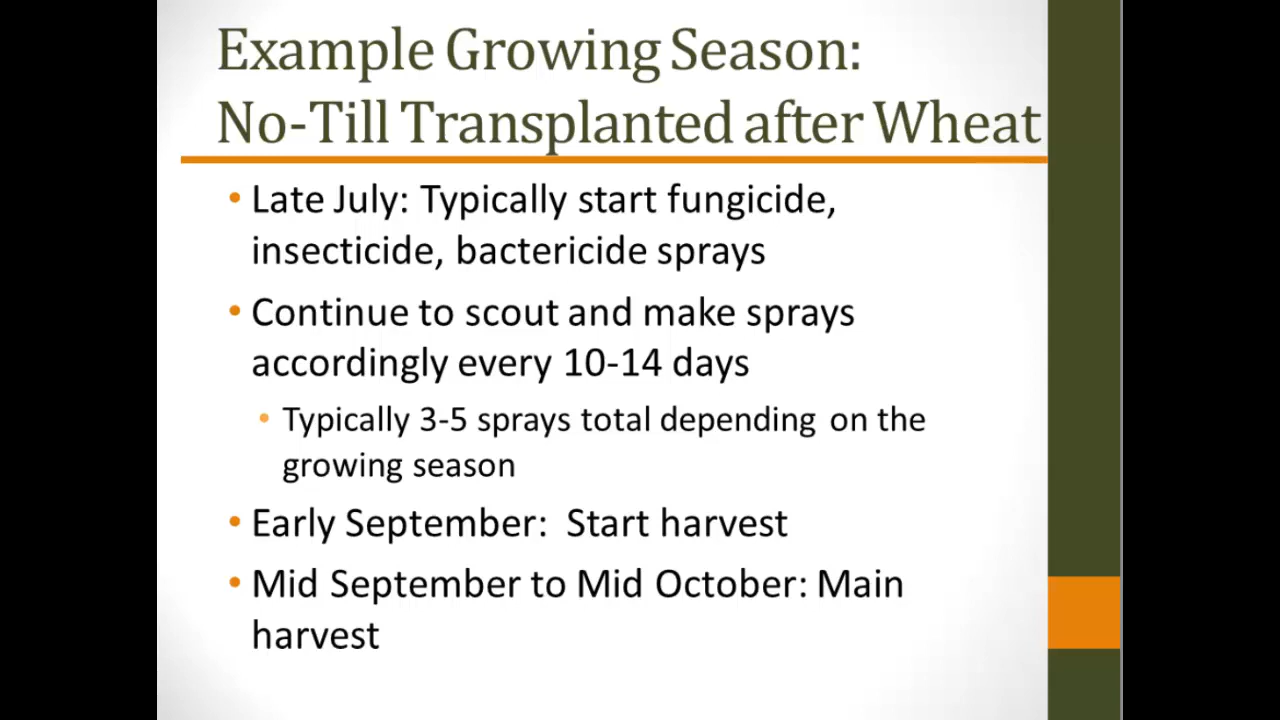 Example Growing Season:
No-Till Transplanted after Wheat
• Late July: Typically start fungicide,
insecticide, bactericide sprays
• Continue to scout and make sprays
accordingly every 10-14 days
• Typically 3-5 sprays total depending on the
growing season
• Early September: Start harvest
• Mid September to Mid October: Main
harvest